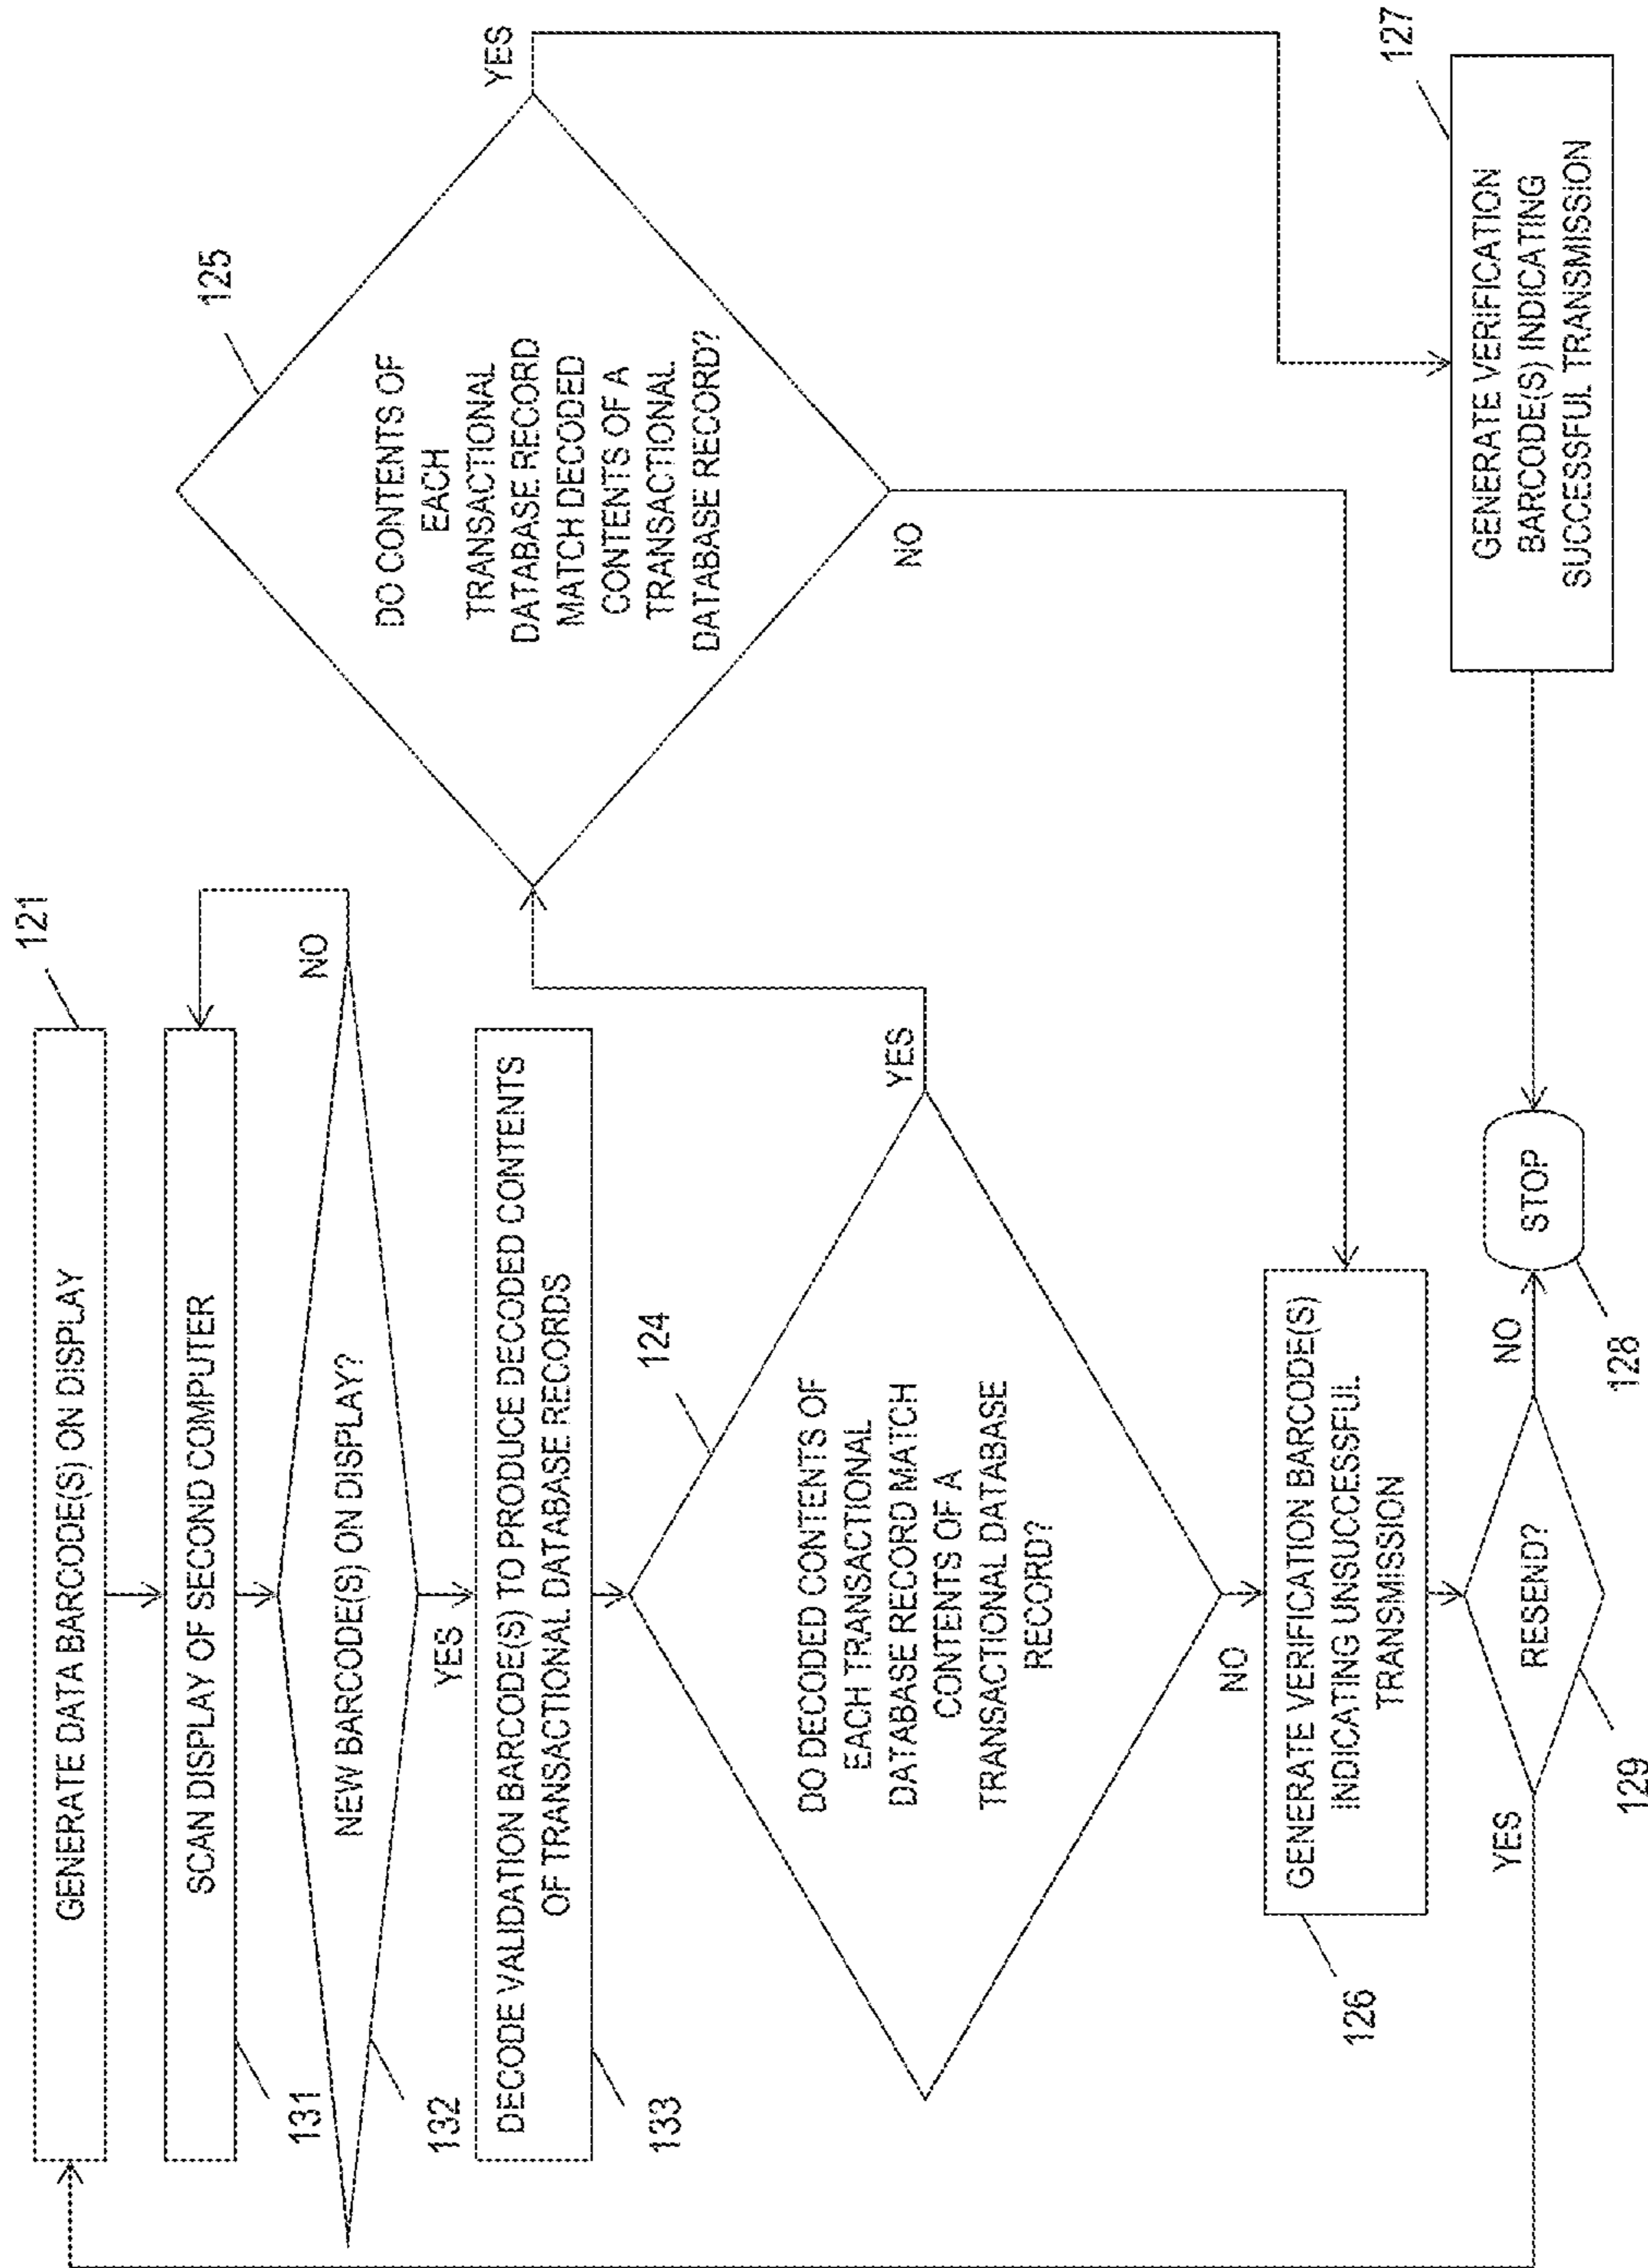 GENERATE DATA BARCODE(S) ON DISPLAY
121
SCAN DISPLAY OF SECOND COMPUTER
131
NEW BARCODE(S) ON DISPLAY?
NO
132
YES
DECODE VALIDATION BARCODE(S) TO PRODUCE DECODED CONTENTS
OF TRANSACTIONAL DATABASE RECORDS
133
124
DO DECODED CONTENTS OF
EACH TRANSACTIONAL
DATABASE RECORD MATCH
CONTENTS OF A
TRANSACTIONAL DATABASE
RECORD?
YES
NO
125
DO CONTENTS OF
EACH
TRANSACTIONAL
DATABASE RECORD
MATCH DECODED
CONTENTS OF A
TRANSACTIONAL
DATABASE RECORD?
YES
NO
GENERATE VERIFICATION BARCODE(S)
INDICATING UNSUCCESSFUL
TRANSMISSION
126
RESEND?
YES
NO
129
STOP
128
127
GENERATE VERIFICATION
BARCODE(S) INDICATING
SUCCESSFUL TRANSMISSION